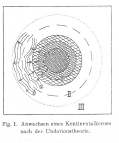 II
III
Fig. 1. Anwachsen eines Kontinentalkernes
nach der Undationstheorie.